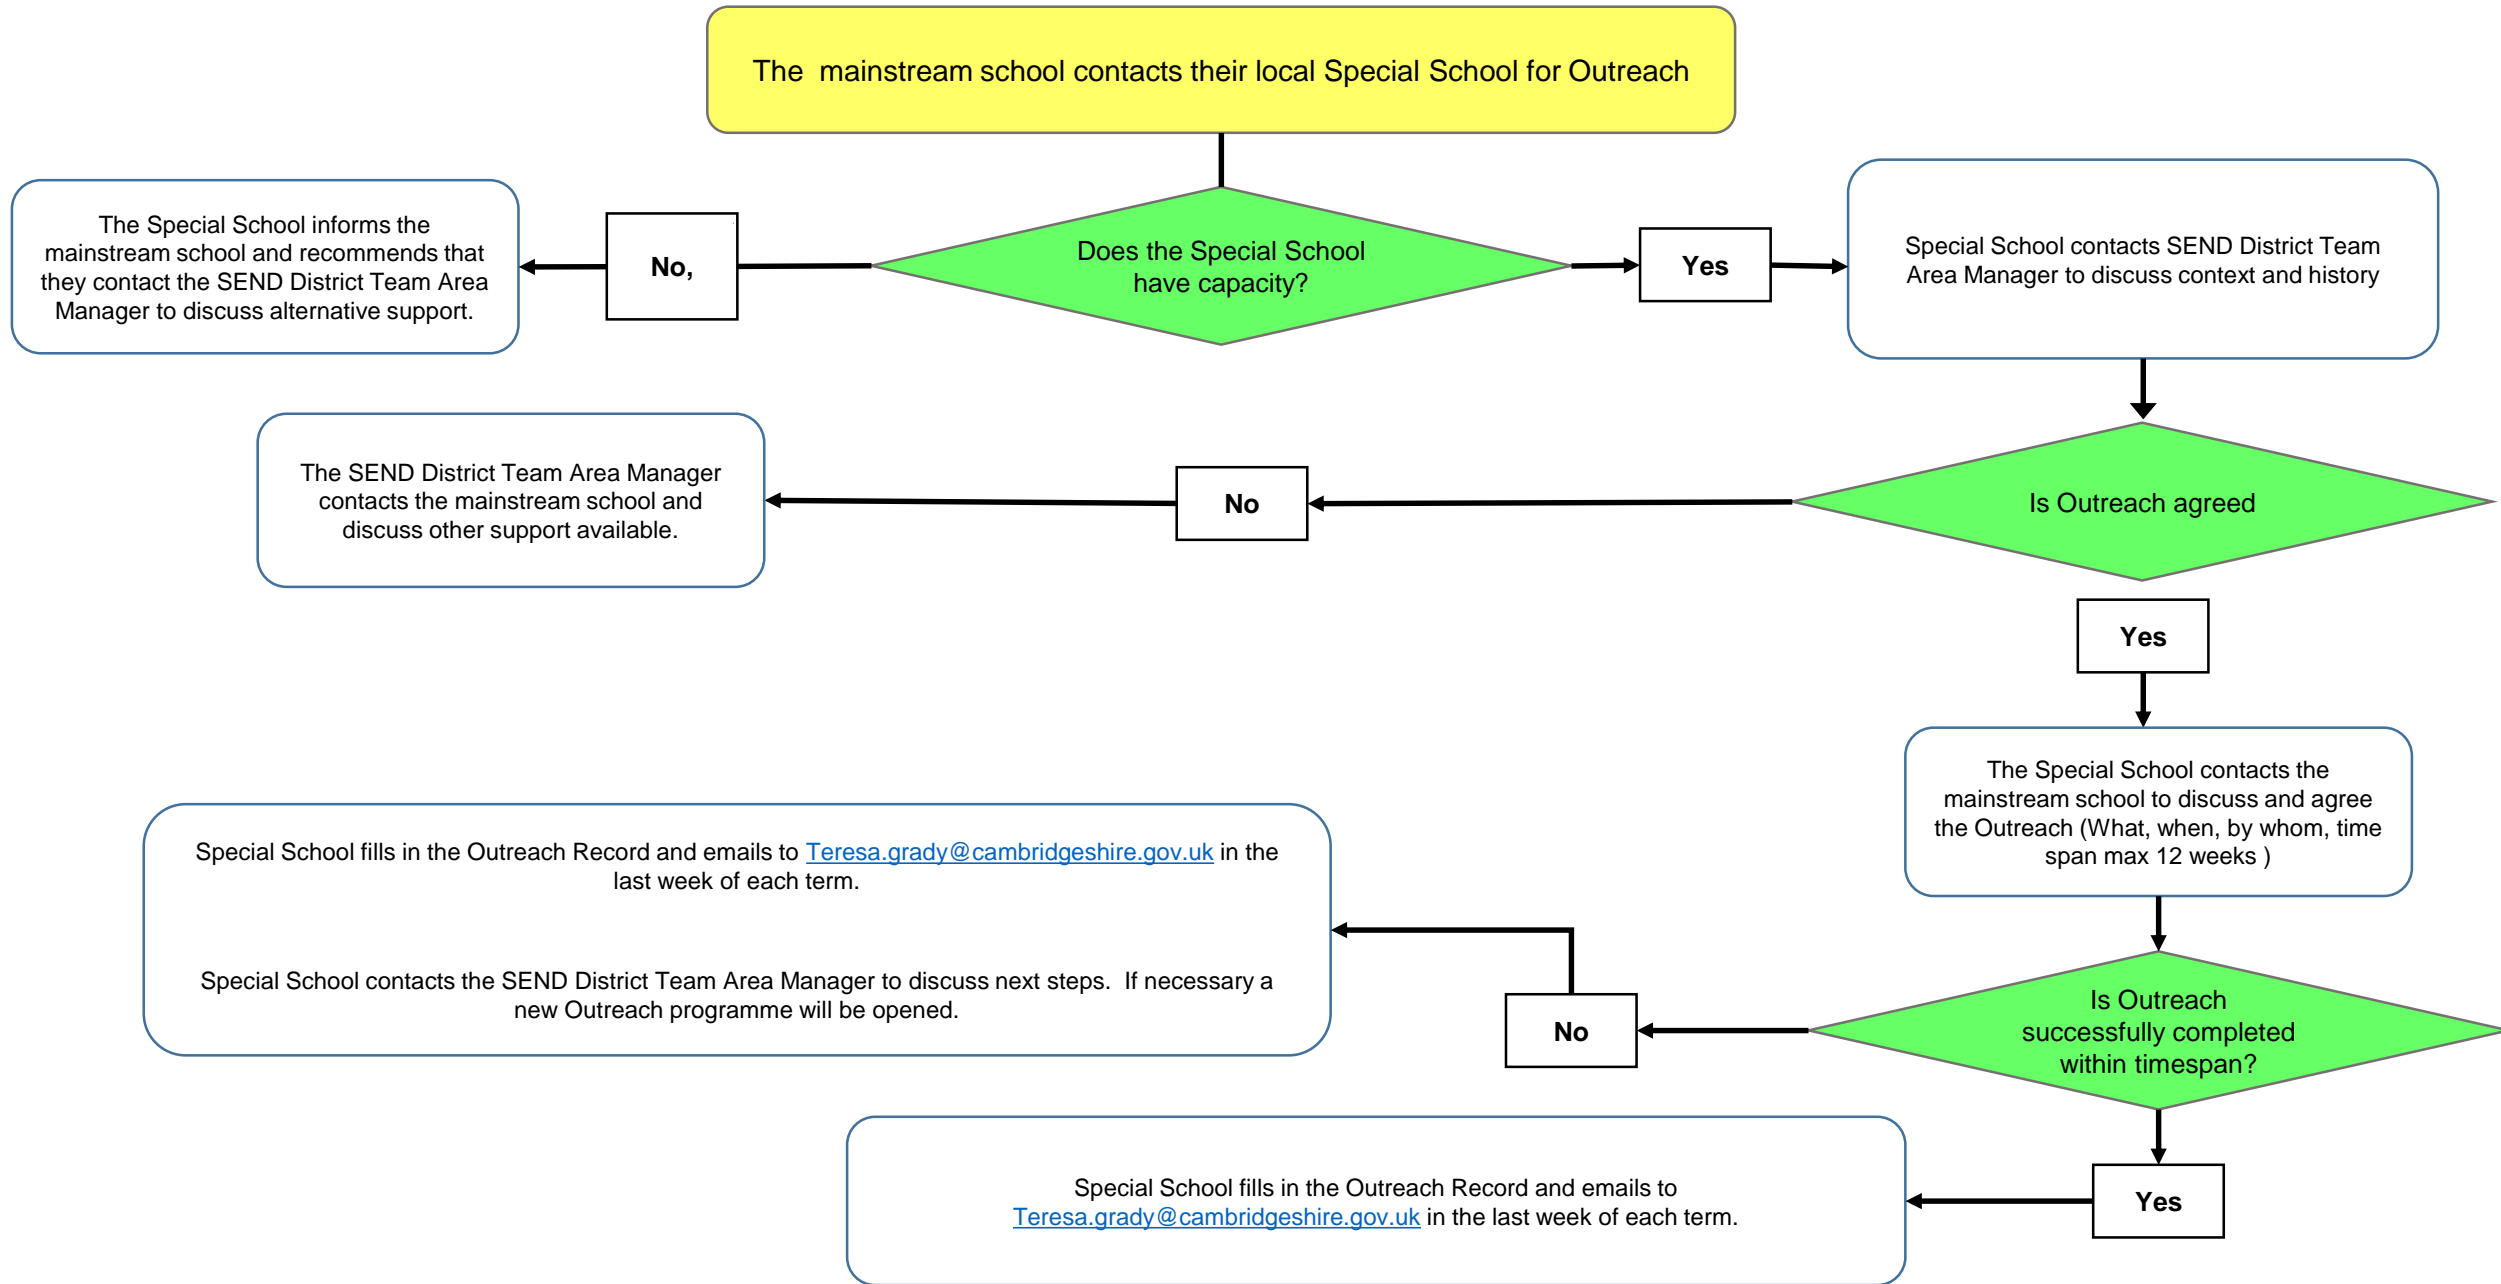 The  mainstream school contacts their local Special School for Outreach
The Special School informs the
mainstream school and recommends that
they contact the SEND District Team Area
Manager to discuss alternative support.
No,
Does the Special School
have capacity?
Yes
Special School contacts SEND District Team
Area Manager to discuss context and history
The SEND District Team Area Manager
contacts the mainstream school and
discuss other support available.
No
Is Outreach agreed
Yes
The Special School contacts the
mainstream school to discuss and agree
the Outreach (What, when, by whom, time
span max 12 weeks )
Special School fills in the Outreach Record and emails to Teresa.grady@cambridgeshire.gov.uk in the
last week of each term.
Special School contacts the SEND District Team Area Manager to discuss next steps.  If necessary a
new Outreach programme will be opened.
No
Is Outreach
successfully completed
within timespan?
Special School fills in the Outreach Record and emails to
Teresa.grady@cambridgeshire.gov.uk in the last week of each term.
Yes